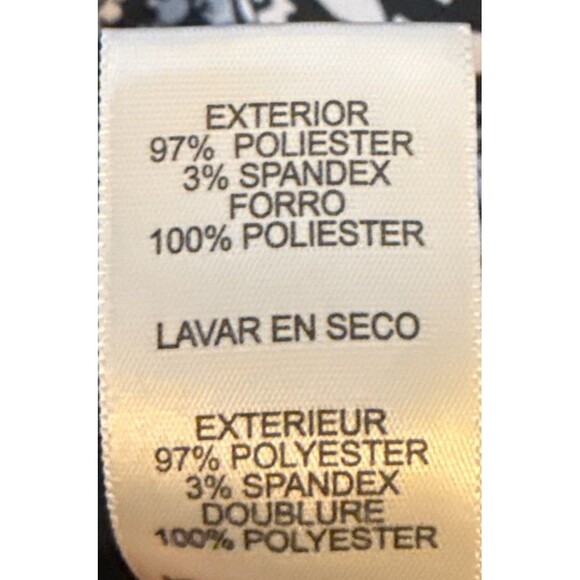 EXTERIOR
97% POLIESTER
3% SPANDEX
FORRO
100% POLIESTER
LAVAR EN SECO
EXTERIEUR
97% POLYESTER
3% SPANDEX
DOUBLURE
100% POLYESTER